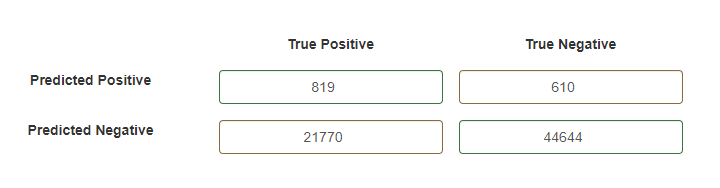 True Positive True Negative
Predicted Positive 819 610
Predicted Negative 21770 44644